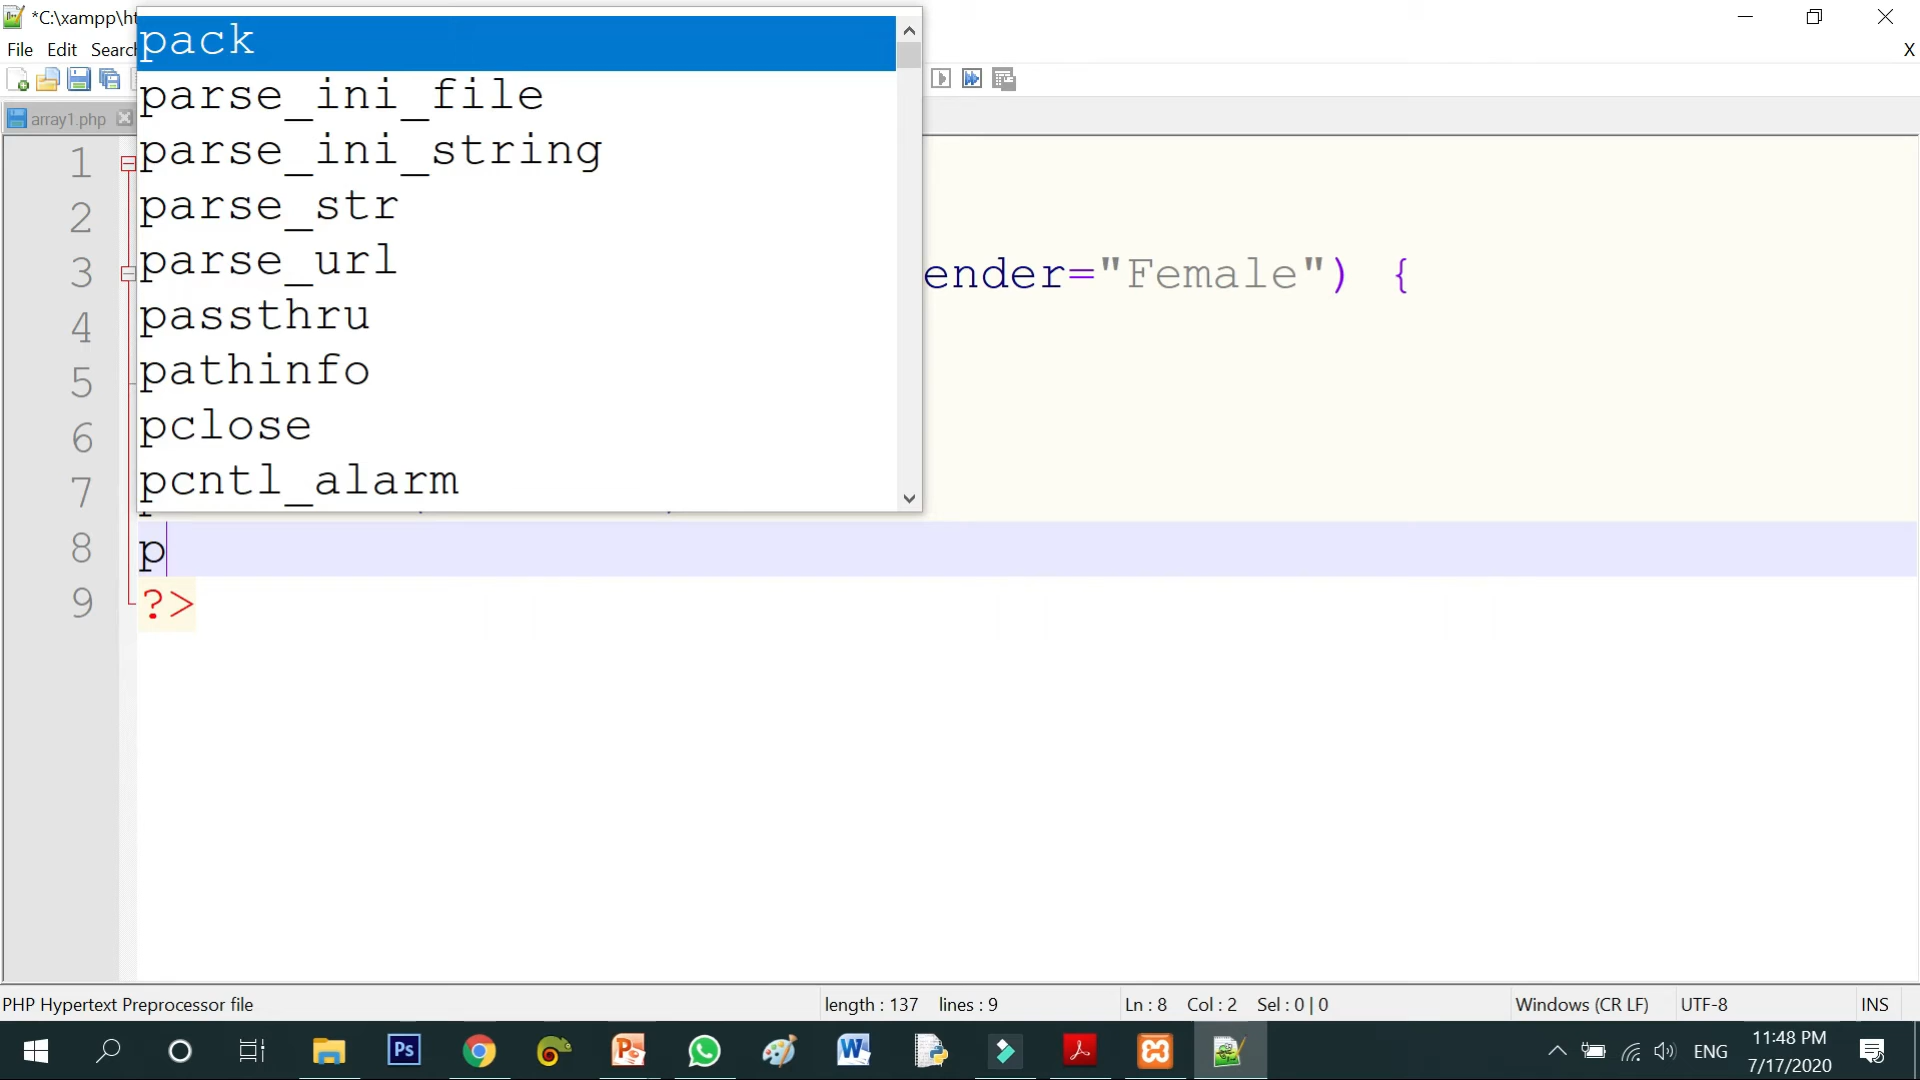 *C:\xampp\ht
File Edit Search
X
array1.php
pack
parse_ini_file
parse_ini_string
parse_str
parse_url
passthru
pathinfo
pclose
pcntl_alarm
1
2
3 ender="Female") {
4
5
6
7
8 p
9 ?>
PHP Hypertext Preprocessor file length : 137 lines : 9 Ln : 8 Col : 2 Sel : 0 | 0 Windows (CR LF) UTF-8 INS
Ps
ENG
11:48 PM
7/17/2020